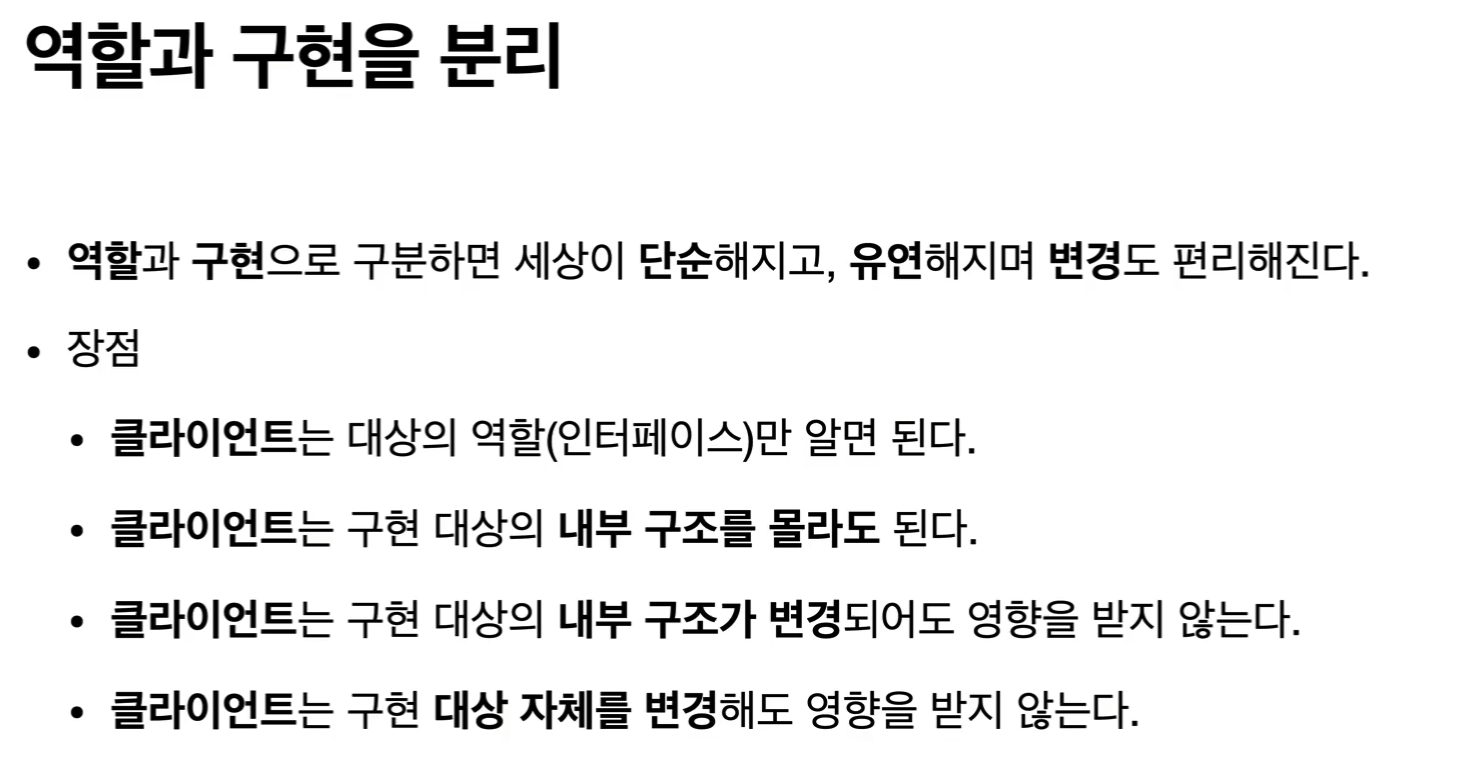 역할과 구현을 분리
• 역할과 구현으로 구분하면 세상이 단순해지고, 유연해지며 변경도 편리해진다.
• 장점
• 클라이언트는 대상의 역할(인터페이스)만 알면 된다.
• 클라이언트는 구현 대상의 내부 구조를 몰라도 된다.
• 클라이언트는 구현 대상의 내부 구조가 변경되어도 영향을 받지 않는다.
• 클라이언트는 구현 대상 자체를 변경해도 영향을 받지 않는다.